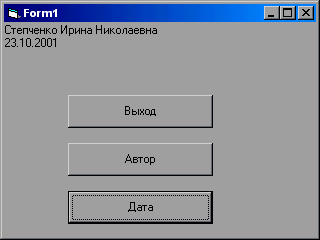 Form1
Степченко Ирина Николаевна
23.10.2001
Выход
Автор
Дата